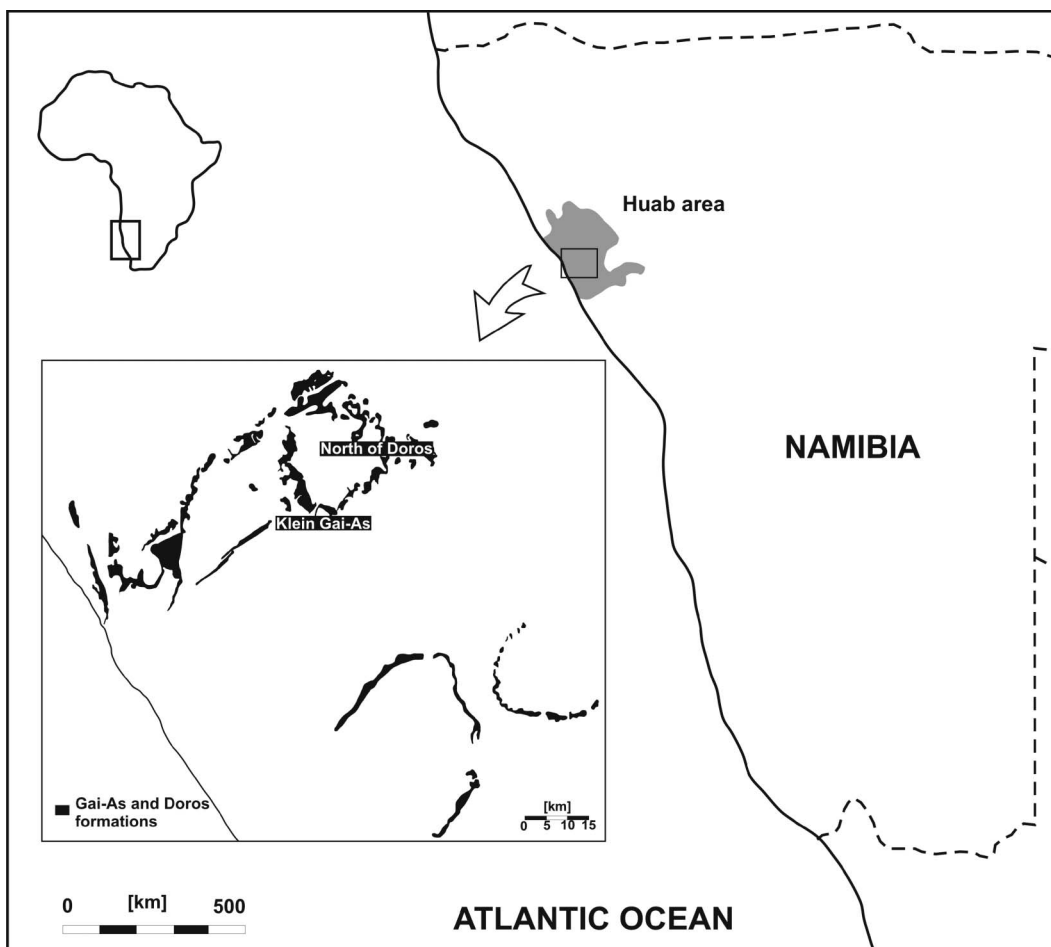 Huab area
NAMIBIA
North of Doros
Klein Gai-As
Gai-As and Doros
formations
[km]
0 5 10 15
0 [km] 500
ATLANTIC OCEAN